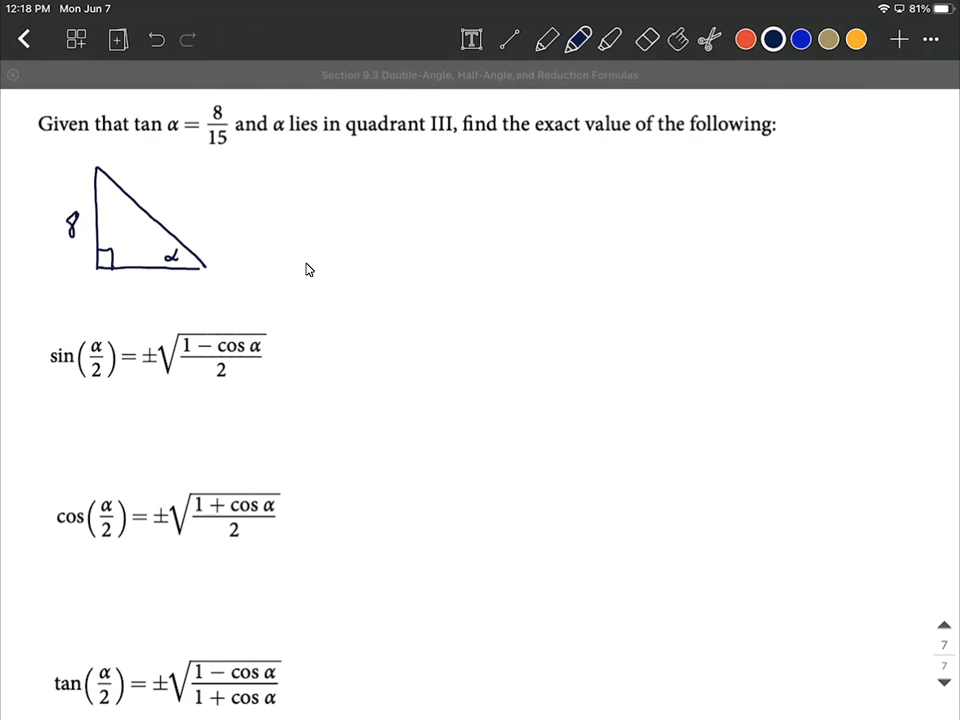 12:18 PM Mon Jun 7
81%
Section 9.3 Double-Angle, Half-Angle,and Reduction Formulas
Given that tan α = 8/15 and α lies in quadrant III, find the exact value of the following:
8
α
sin(α/2) = ±√((1 − cos α)/2)
cos(α/2) = ±√((1 + cos α)/2)
7
7
tan(α/2) = ±√((1 − cos α)/(1 + cos α))